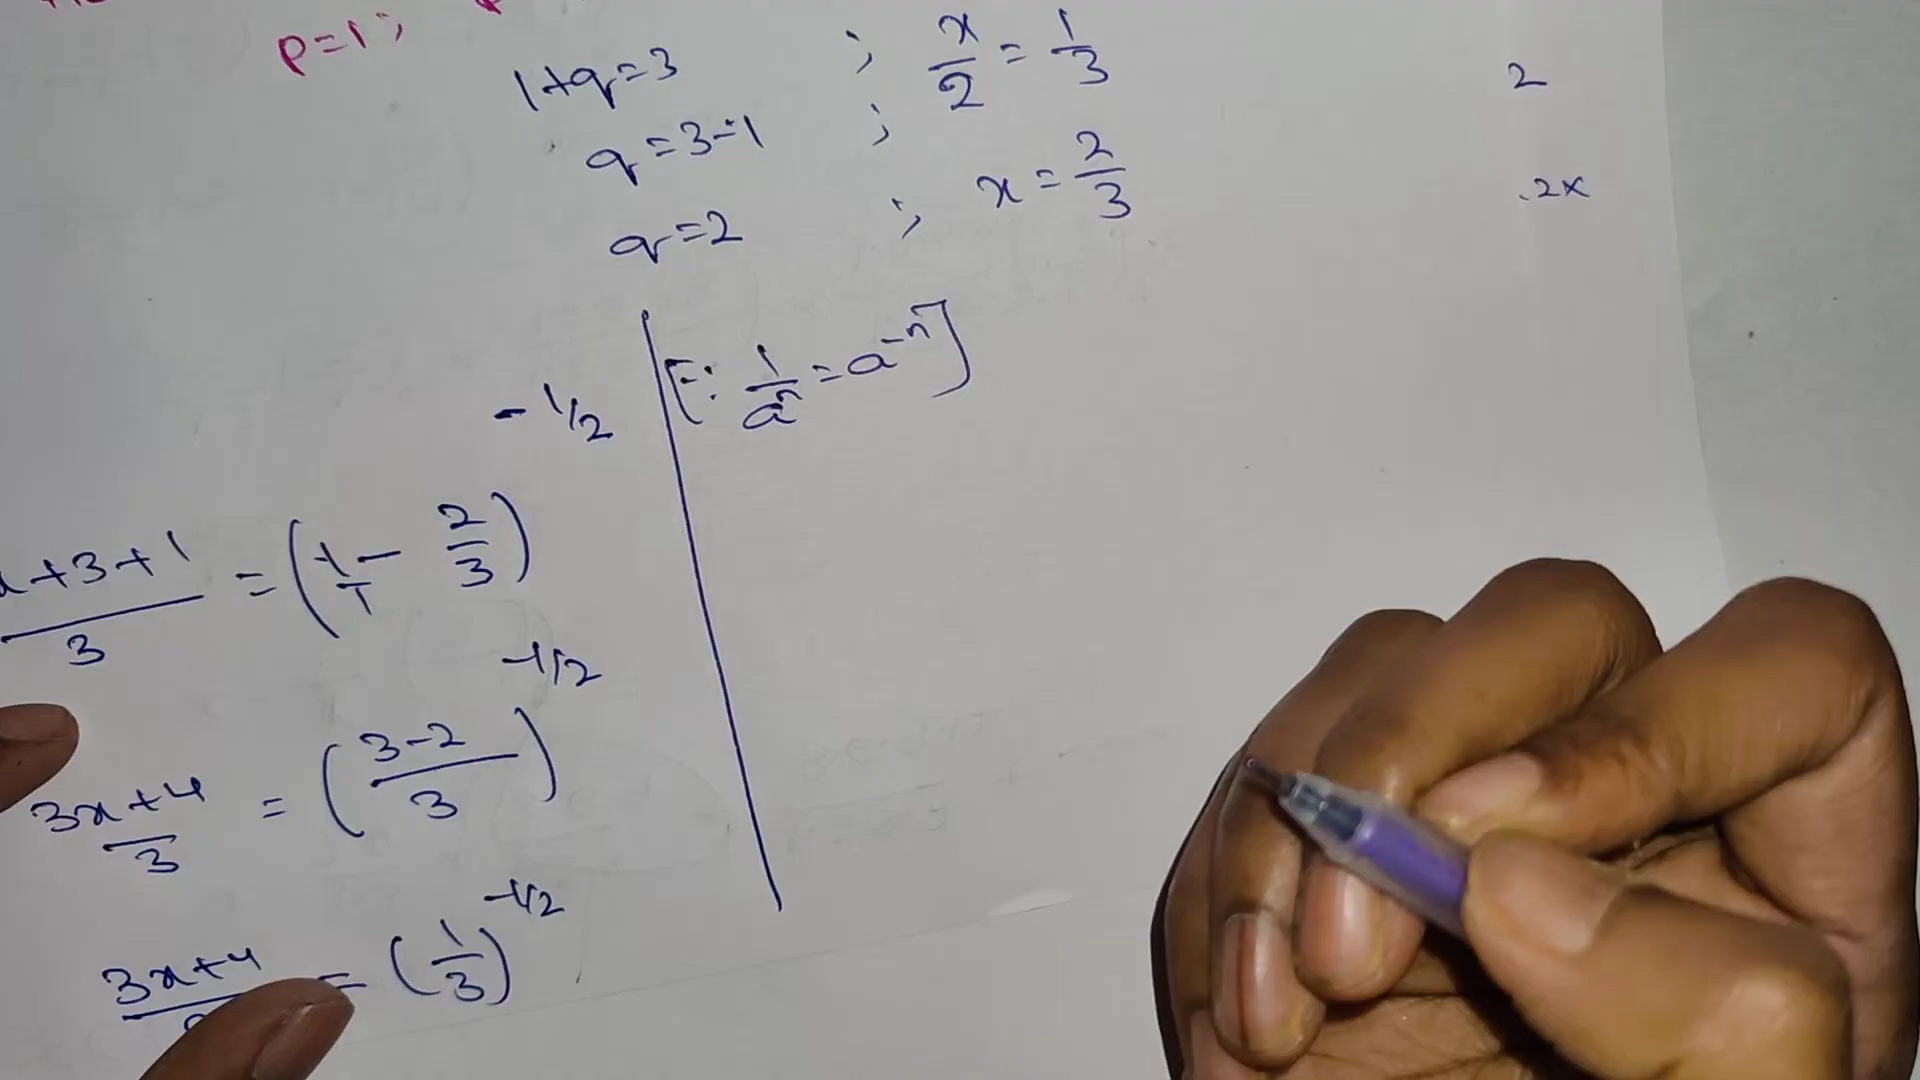 p=1;
1+q=3 ; x/2 = 1/3
2
q=3-1 ;
q=2 ; x = 2/3
.2x
[∵ 1/aⁿ = a⁻ⁿ]
+3+1/3 = (1/1 - 2/3)^-1/2
3x+4/3 = (3-2/3)^-1/2
3x+4 = (1/3)^-1/2